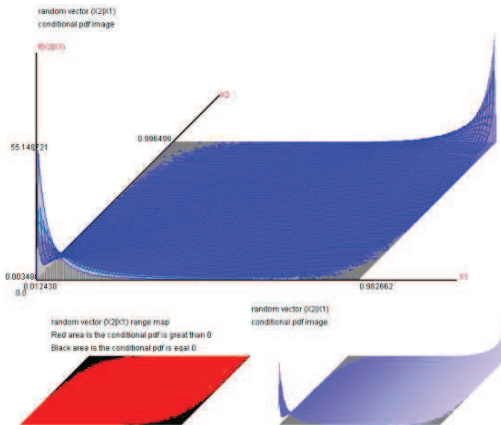 random vector (X2|X1)
conditional pdf image
f(X2|X1)
X2
0.996499
55.149721
0.003480
0.012438
0.982662
X1
0.0
random vector (X2|X1) range map
Red area is the conditional pdf is great than 0
Black area is the conditional pdf is eqal 0
random vector (X2|X1)
conditional pdf image